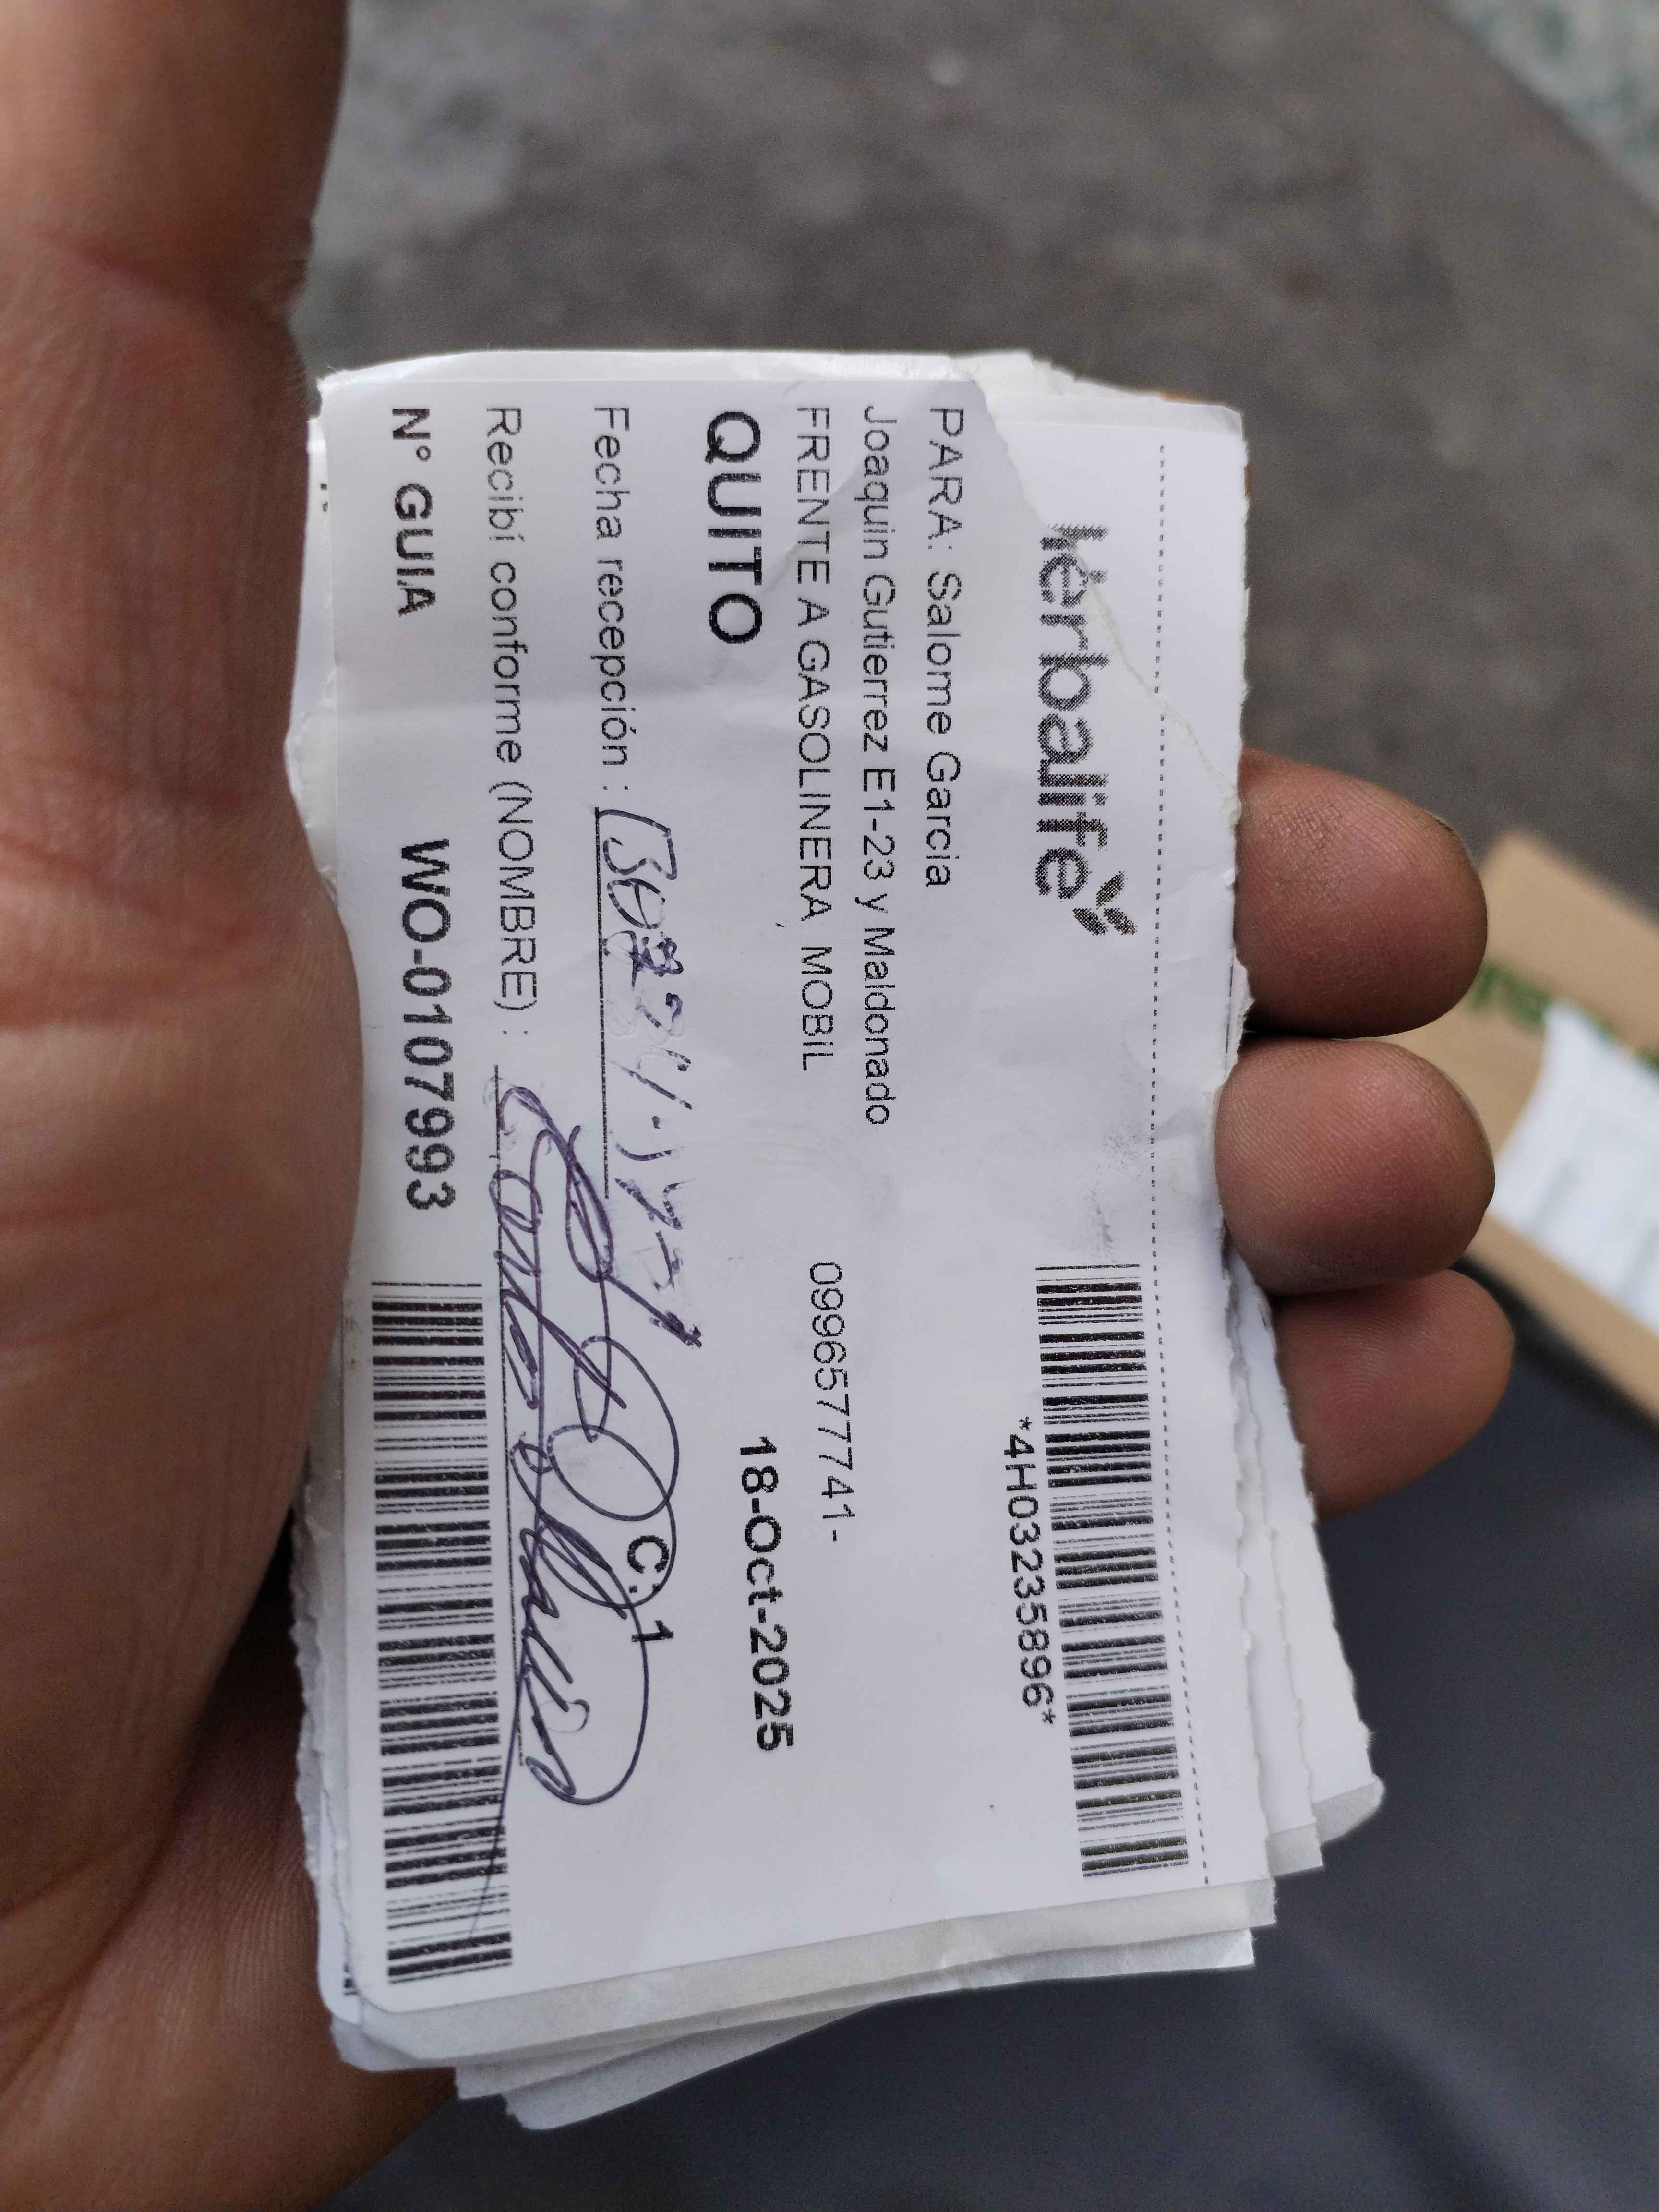 Herbalife
*4H03235896*
PARA: Salome Garcia
Joaquin Gutierrez E1-23 y Maldonado
FRENTE A GASOLINERA, MOBIL 0996577741-
QUITO 18-Oct-2025
Fecha recepción :
C. 1
Recibí conforme (NOMBRE) :
N° GUIA WO-0107993